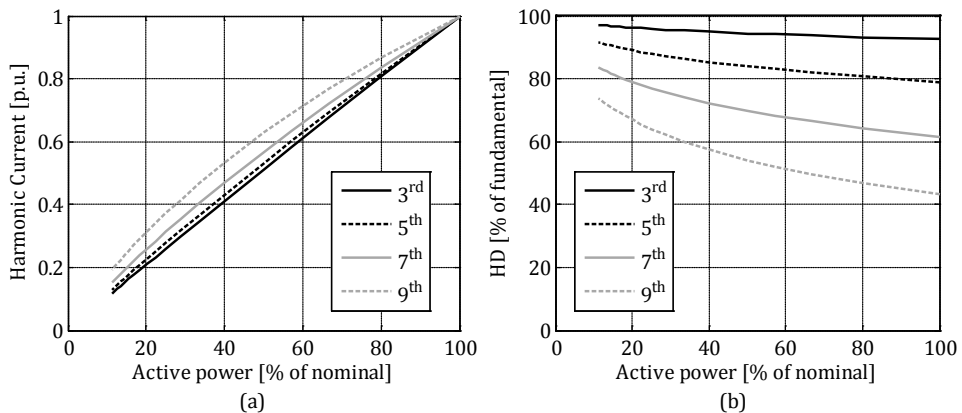 Harmonic Current [p.u.]
1
0.8
0.6
0.4
0.2
0
0 20 40 60 80 100
Active power [% of nominal]
3rd
5th
7th
9th
(a)
HD [% of fundamental]
100
80
60
40
20
0
0 20 40 60 80 100
Active power [% of nominal]
3rd
5th
7th
9th
(b)